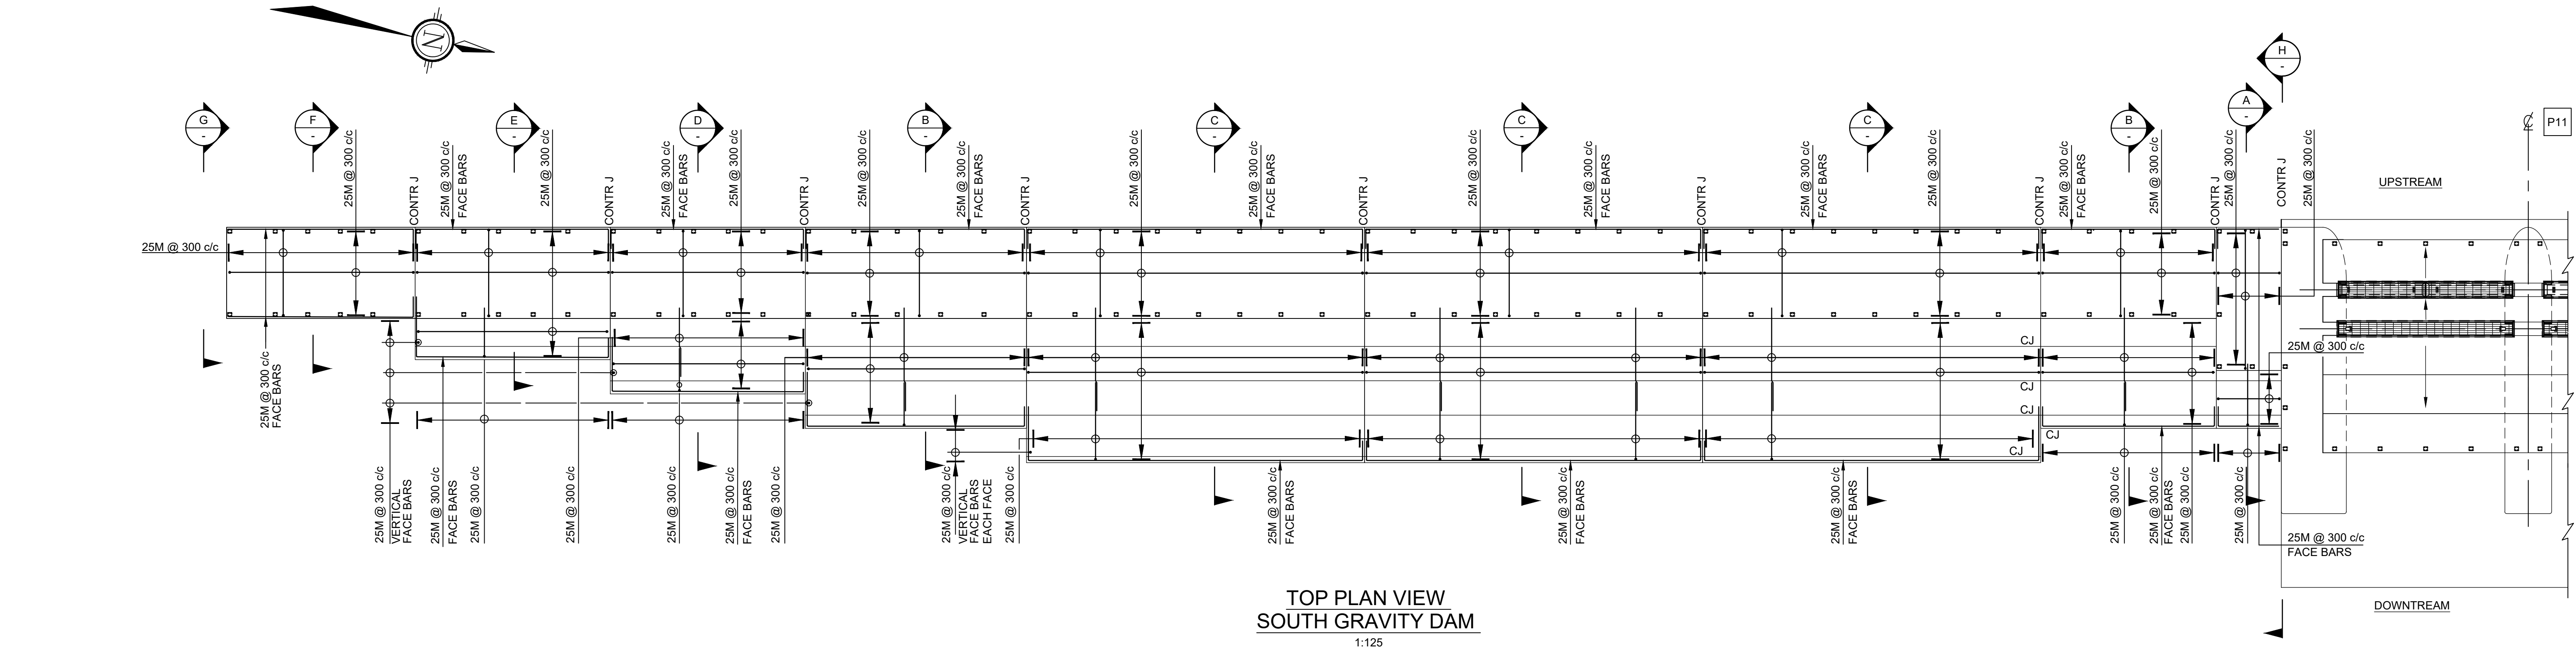 N
H
-
A
-
G
-
F
-
E
-
D
-
B
-
C
-
C
-
C
-
B
-
P11
25M @ 300 c/c
CONTR J
25M @ 300 c/c
FACE BARS
25M @ 300 c/c
CONTR J
25M @ 300 c/c
FACE BARS
25M @ 300 c/c
CONTR J
25M @ 300 c/c
25M @ 300 c/c
FACE BARS
CONTR J
25M @ 300 c/c
25M @ 300 c/c
FACE BARS
CONTR J
25M @ 300 c/c
25M @ 300 c/c
FACE BARS
CONTR J
25M @ 300 c/c
FACE BARS
25M @ 300 c/c
CONTR J
25M @ 300 c/c
FACE BARS
25M @ 300 c/c
CONTR J
25M @ 300 c/c
CONTR J
25M @ 300 c/c
UPSTREAM
25M @ 300 c/c
CJ
25M @ 300 c/c
CJ
CJ
CJ
CJ
25M @ 300 c/c
FACE BARS
25M @ 300 c/c
VERTICAL
FACE BARS
25M @ 300 c/c
FACE BARS
25M @ 300 c/c
25M @ 300 c/c
25M @ 300 c/c
25M @ 300 c/c
FACE BARS
25M @ 300 c/c
25M @ 300 c/c
VERTICAL
FACE BARS
EACH FACE
25M @ 300 c/c
25M @ 300 c/c
FACE BARS
25M @ 300 c/c
FACE BARS
25M @ 300 c/c
FACE BARS
25M @ 300 c/c
25M @ 300 c/c
FACE BARS
25M @ 300 c/c
25M @ 300 c/c
25M @ 300 c/c
FACE BARS
TOP PLAN VIEW
SOUTH GRAVITY DAM
1:125
DOWNTREAM